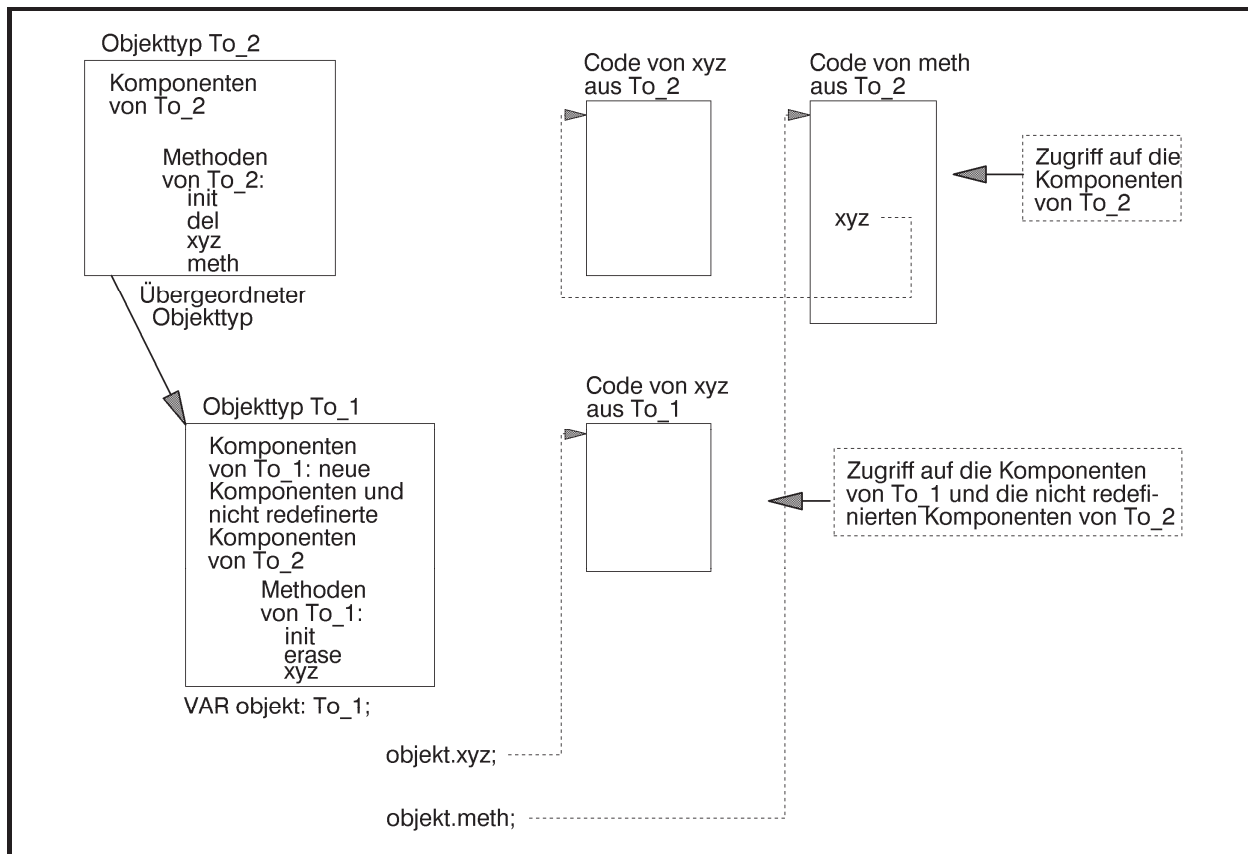 Objekttyp To_2
Komponenten
von To_2
Methoden
von To_2:
init
del
xyz
meth
Übergeordneter
Objekttyp
Objekttyp To_1
Komponenten
von To_1: neue
Komponenten und
nicht redefinerte
Komponenten
von To_2
Methoden
von To_1:
init
erase
xyz
VAR objekt: To_1;
objekt.xyz;
objekt.meth;
Code von xyz
aus To_2
Code von meth
aus To_2
xyz
Zugriff auf die
Komponenten
von To_2
Code von xyz
aus To_1
Zugriff auf die Komponenten
von To_1 und die nicht redefi-
nierten Komponenten von To_2